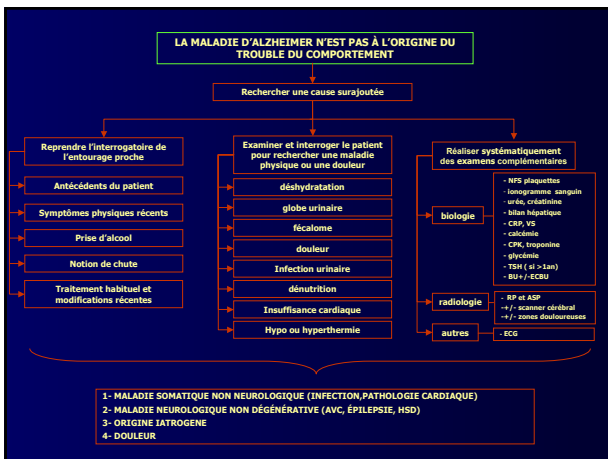 LA MALADIE D'ALZHEIMER N'EST PAS À L'ORIGINE DU
TROUBLE DU COMPORTEMENT
Rechercher une cause surajoutée
Reprendre l'interrogatoire de
l'entourage proche
Antécédents du patient
Symptômes physiques récents
Prise d'alcool
Notion de chute
Traitement habituel et
modifications récentes
Examiner et interroger le patient
pour rechercher une maladie
physique ou une douleur
déshydratation
globe urinaire
fécalome
douleur
Infection urinaire
dénutrition
Insuffisance cardiaque
Hypo ou hyperthermie
Réaliser systématiquement
des examens complémentaires
biologie
- NFS plaquettes
- ionogramme sanguin
- urée, créatinine
- bilan hépatique
- CRP, VS
- calcémie
- CPK, troponine
- glycémie
- TSH ( si >1an)
- BU+/-ECBU
radiologie
- RP et ASP
-+/- scanner cérébral
-+/- zones douloureuses
autres
- ECG
1- MALADIE SOMATIQUE NON NEUROLOGIQUE (INFECTION,PATHOLOGIE CARDIAQUE)
2- MALADIE NEUROLOGIQUE NON DÉGÉNÉRATIVE (AVC, ÉPILEPSIE, HSD)
3- ORIGINE IATROGENE
4- DOULEUR